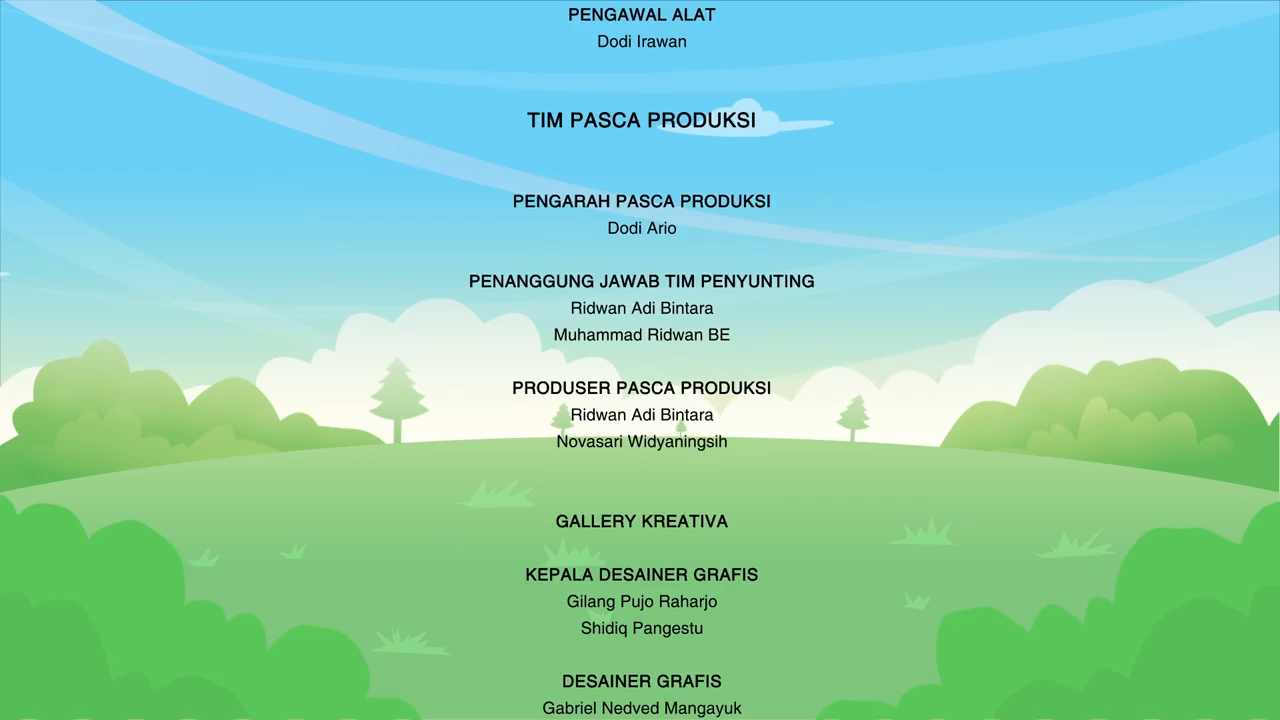 PENGAWAL ALAT
Dodi Irawan
TIM PASCA PRODUKSI
PENGARAH PASCA PRODUKSI
Dodi Ario
PENANGGUNG JAWAB TIM PENYUNTING
Ridwan Adi Bintara
Muhammad Ridwan BE
PRODUSER PASCA PRODUKSI
Ridwan Adi Bintara
Novasari Widyaningsih
GALLERY KREATIVA
KEPALA DESAINER GRAFIS
Gilang Pujo Raharjo
Shidiq Pangestu
DESAINER GRAFIS
Gabriel Nedved Mangayuk